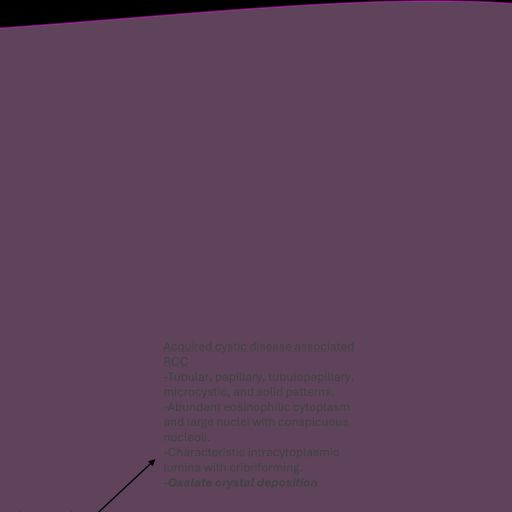 Acquired cystic disease associated
RCC
-Tubular, papillary, tubulopapillary,
microcystic, and solid patterns.
-Abundant eosinophilic cytoplasm
and large nuclei with conspicuous
nucleoli.
-Characteristic intracytoplasmic
lumina with cribriforming.
-Oxalate crystal deposition